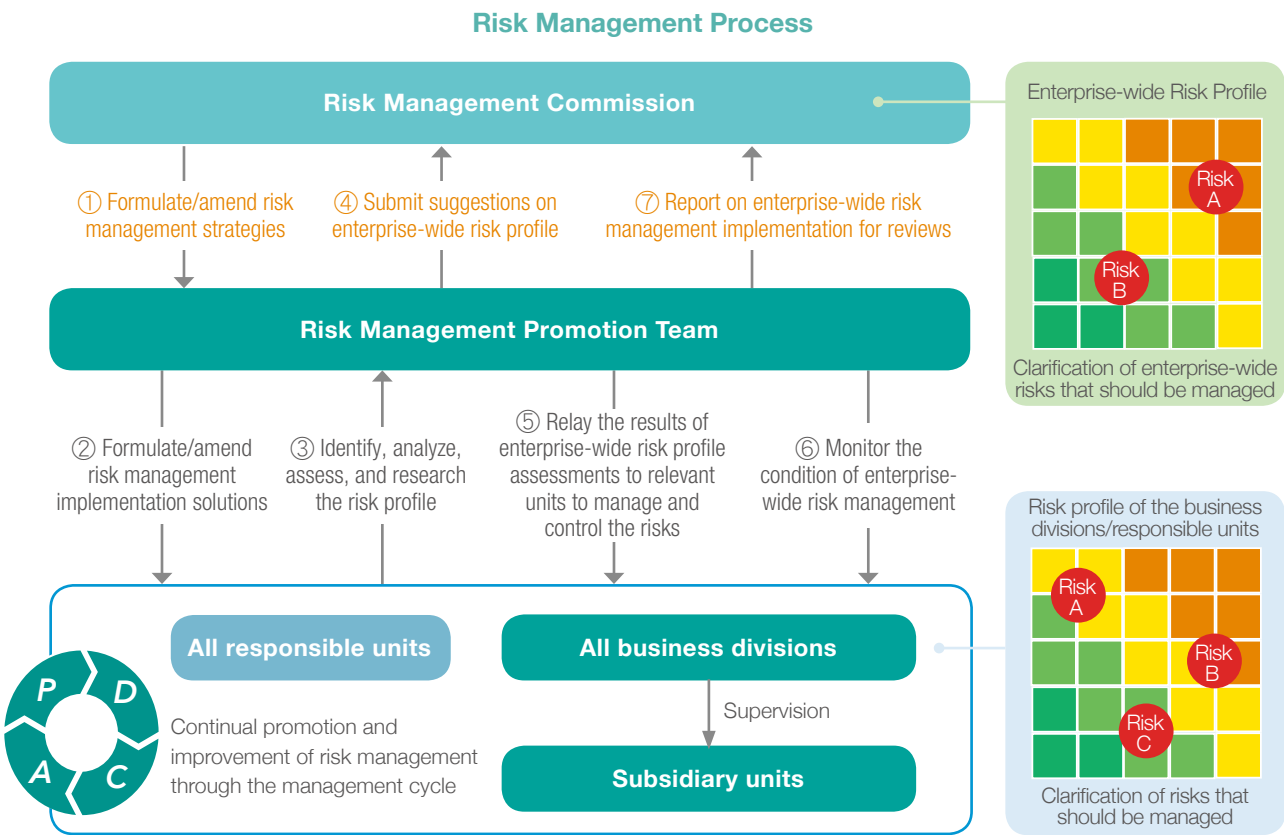 Risk Management Process
Risk Management Commission
① Formulate/amend risk
management strategies
④ Submit suggestions on
enterprise-wide risk profile
⑦ Report on enterprise-wide risk
management implementation for reviews
Risk Management Promotion Team
② Formulate/amend
risk management
implementation solutions
③ Identify, analyze,
assess, and research
the risk profile
⑤ Relay the results of
enterprise-wide risk profile
assessments to relevant
units to manage and
control the risks
⑥ Monitor the
condition of enterprise-
wide risk management
All responsible units
All business divisions
Supervision
Subsidiary units
P
D
A
C
Continual promotion and
improvement of risk management
through the management cycle
Enterprise-wide Risk Profile
Risk
A
Risk
B
Clarification of enterprise-wide
risks that should be managed
Risk profile of the business
divisions/responsible units
Risk
A
Risk
B
Risk
C
Clarification of risks that
should be managed